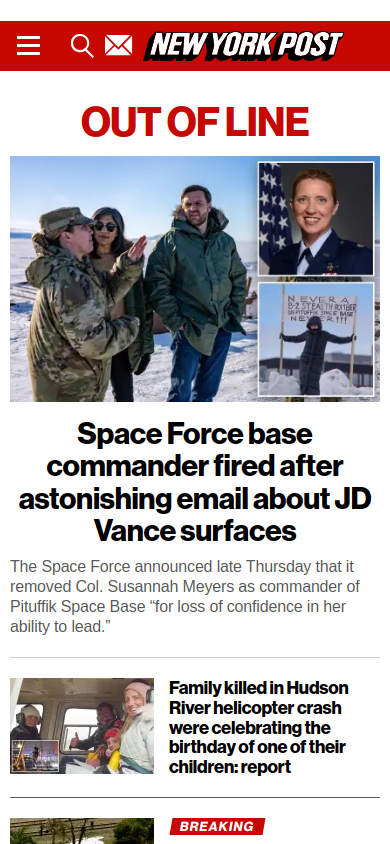 NEW YORK POST
OUT OF LINE
NEVER A
B-2 STEALTH BOMBER
ON PITUFFIK SPACE BASE
NEVER!!!
Space Force base
commander fired after
astonishing email about JD
Vance surfaces
The Space Force announced late Thursday that it
removed Col. Susannah Meyers as commander of
Pituffik Space Base “for loss of confidence in her
ability to lead.”
Family killed in Hudson
River helicopter crash
were celebrating the
birthday of one of their
children: report
BREAKING